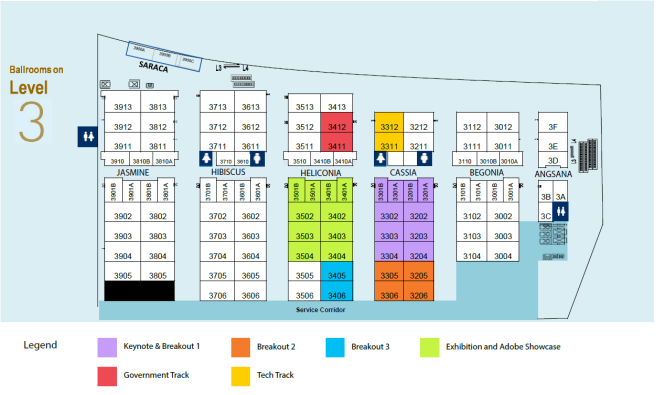 Ballrooms on
Level
3
3900A 3900B 3900C
SARACA
L3 L4
3913 3813 3713 3613 3513 3413
3912 3812 3712 3612 3512 3412 3312 3212 3112 3012 3F
3911 3811 3711 3611 3511 3411 3311 3211 3111 3011 3E
3910 3810B 3810A 3710 3610 3510 3410B 3410A 3110 3010B 3010A 3D
JASMINE HIBISCUS HELICONIA CASSIA BEGONIA ANGSANA
3901B 3901A 3801B 3801A 3701B 3701A 3601B 3601A 3501B 3501A 3401B 3401A 3301B 3301A 3201B 3201A 3101B 3101A 3001B 3001A 3B 3A
3902 3802 3702 3602 3502 3402 3302 3202 3102 3002 3C
3903 3803 3703 3603 3503 3403 3303 3203 3103 3003
3904 3804 3704 3604 3504 3404 3304 3204 3104 3004
3905 3805 3705 3605 3505 3405 3305 3205
3706 3606 3506 3406 3306 3206
Service Corridor
Legend
Keynote & Breakout 1
Breakout 2
Breakout 3
Exhibition and Adobe Showcase
Government Track
Tech Track